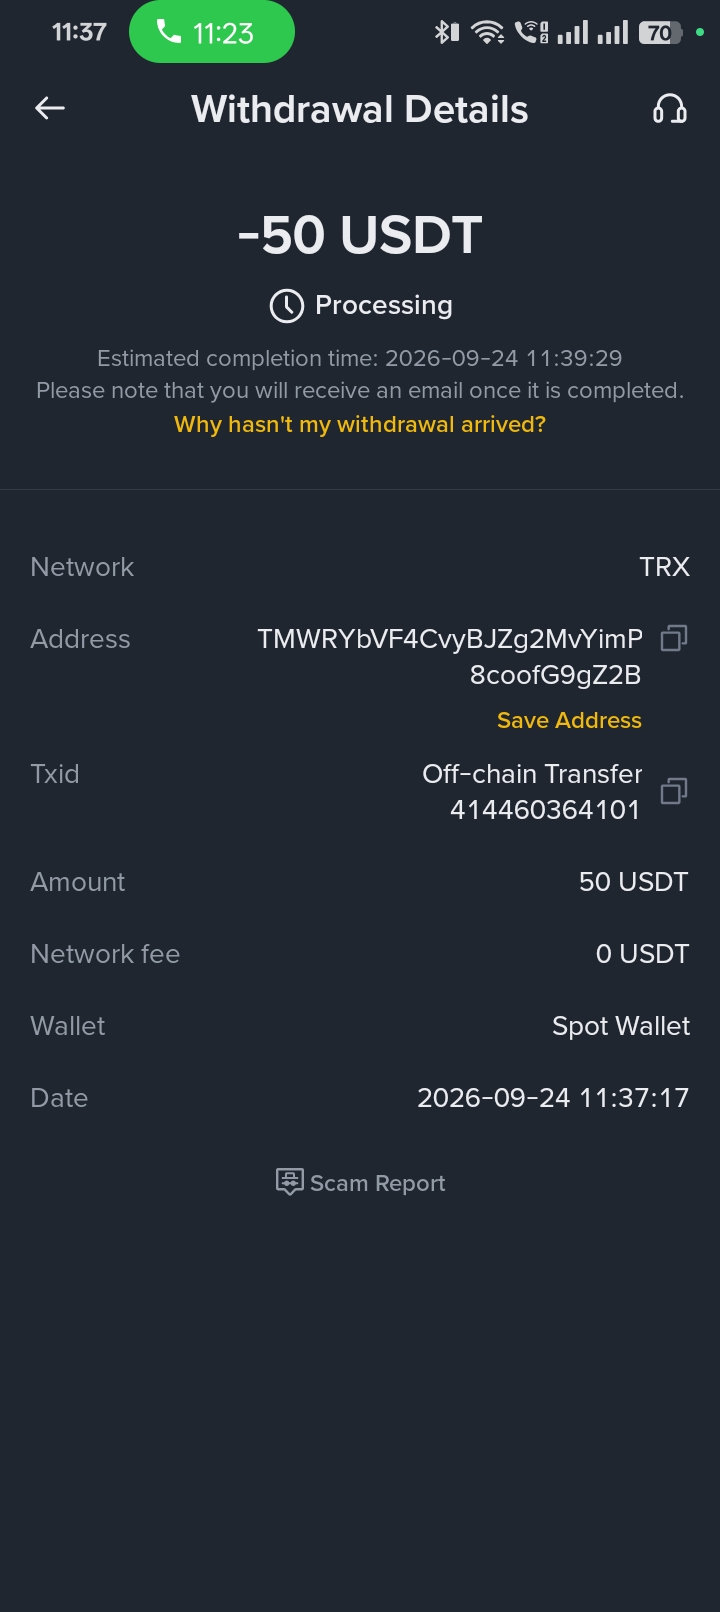 11:37
11:23
70
Withdrawal Details
-50 USDT
Processing
Estimated completion time: 2026-09-24 11:39:29
Please note that you will receive an email once it is completed.
Why hasn't my withdrawal arrived?
Network
TRX
Address
TMWRYbVF4CvyBJZg2MvYimP
8coofG9gZ2B
Save Address
Txid
Off-chain Transfer
414460364101
Amount
50 USDT
Network fee
0 USDT
Wallet
Spot Wallet
Date
2026-09-24 11:37:17
Scam Report